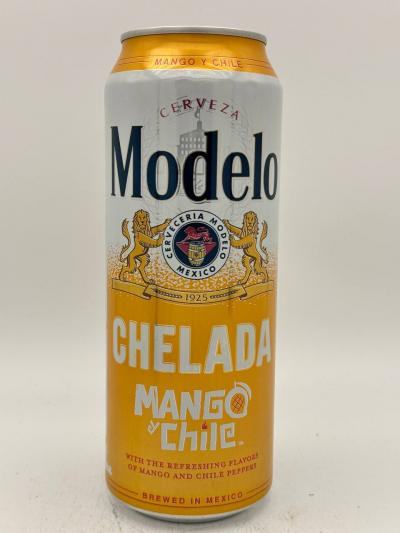 MANGO Y CHILE
CERVEZA
Modelo
CERVECERIA MODELO
MEXICO
1925
CHELADA
MANGO
y Chile™
WITH THE REFRESHING FLAVORS
OF MANGO AND CHILE PEPPERS
BREWED IN MEXICO